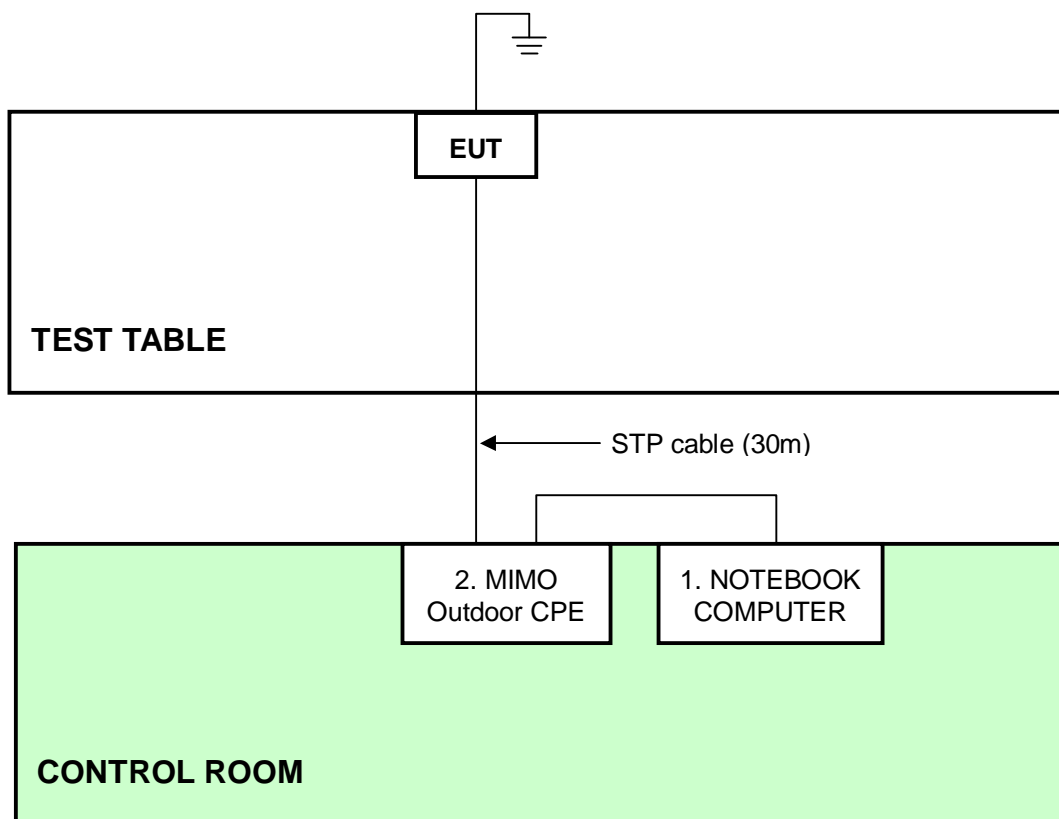 EUT
TEST TABLE
STP cable (30m)
2. MIMO
Outdoor CPE
1. NOTEBOOK
COMPUTER
CONTROL ROOM